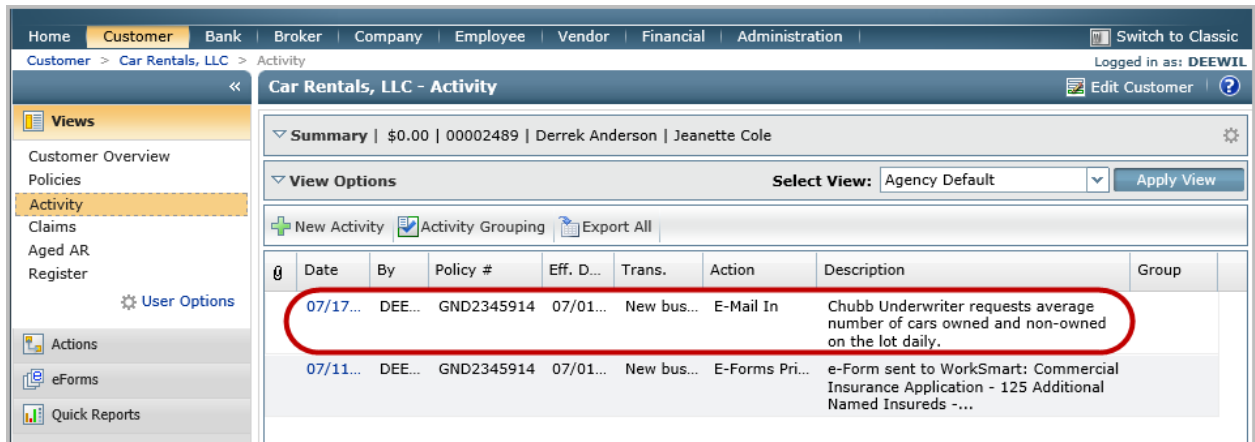 Home Customer Bank Broker Company Employee Vendor Financial Administration Switch to Classic
Customer > Car Rentals, LLC > Activity Logged in as: DEEWIL
« Car Rentals, LLC - Activity Edit Customer ?
Views
Summary | $0.00 | 00002489 | Derrek Anderson | Jeanette Cole
Customer Overview
Policies
Activity
Claims
Aged AR
Register
User Options
Actions
eForms
Quick Reports
View Options Select View: Agency Default Apply View
New Activity Activity Grouping Export All
Date By Policy # Eff. D... Trans. Action Description Group
07/17... DEE... GND2345914 07/01... New bus... E-Mail In Chubb Underwriter requests average
number of cars owned and non-owned
on the lot daily.
07/11... DEE... GND2345914 07/01... New bus... E-Forms Pri... e-Form sent to WorkSmart: Commercial
Insurance Application - 125 Additional
Named Insureds -...